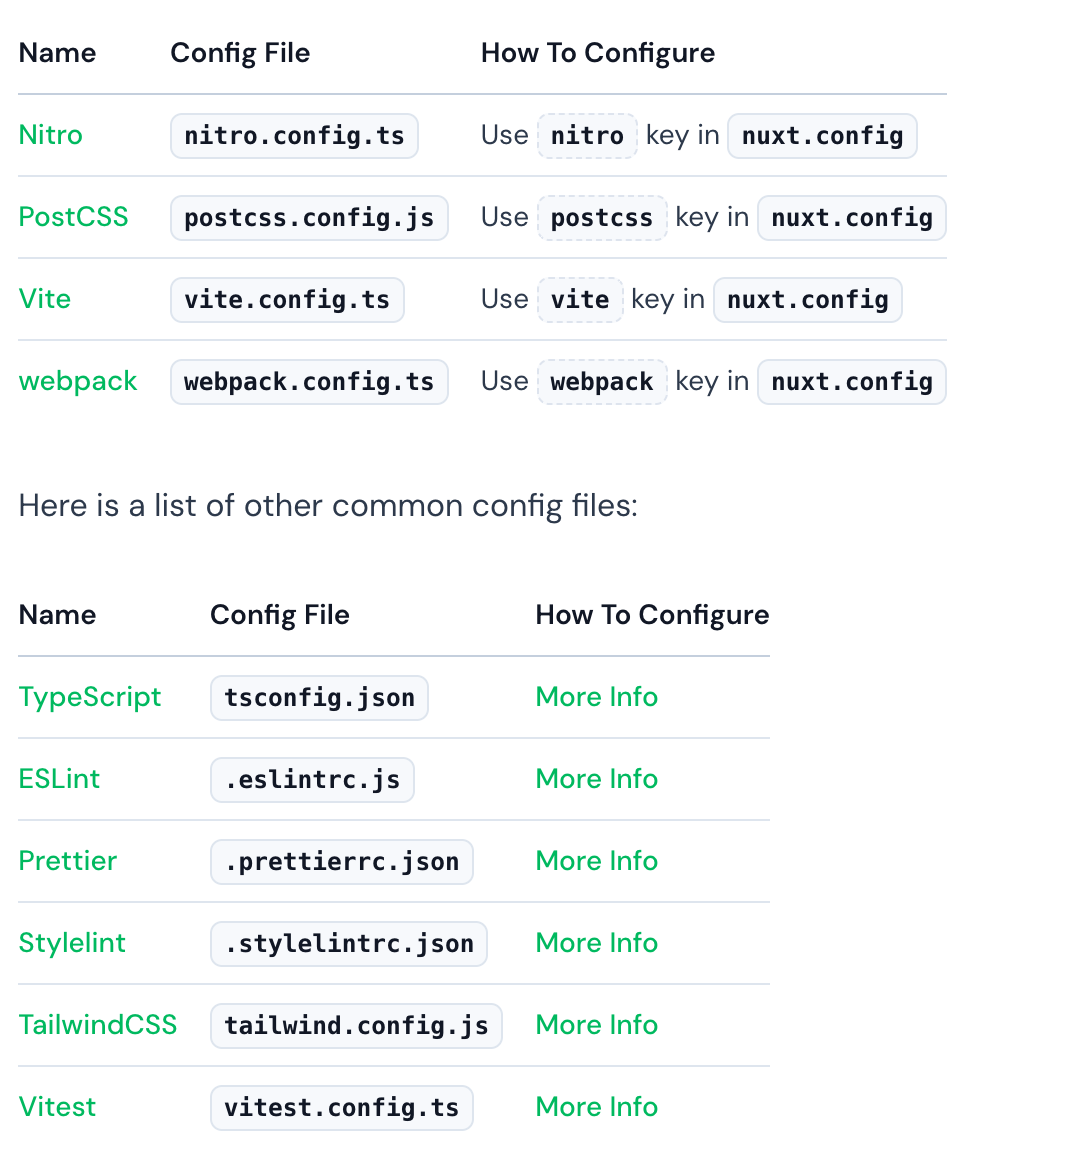 Name Config File How To Configure
Nitro nitro.config.ts Use nitro key in nuxt.config
PostCSS postcss.config.js Use postcss key in nuxt.config
Vite vite.config.ts Use vite key in nuxt.config
webpack webpack.config.ts Use webpack key in nuxt.config
Here is a list of other common config files:
Name Config File How To Configure
TypeScript tsconfig.json More Info
ESLint .eslintrc.js More Info
Prettier .prettierrc.json More Info
Stylelint .stylelintrc.json More Info
TailwindCSS tailwind.config.js More Info
Vitest vitest.config.ts More Info